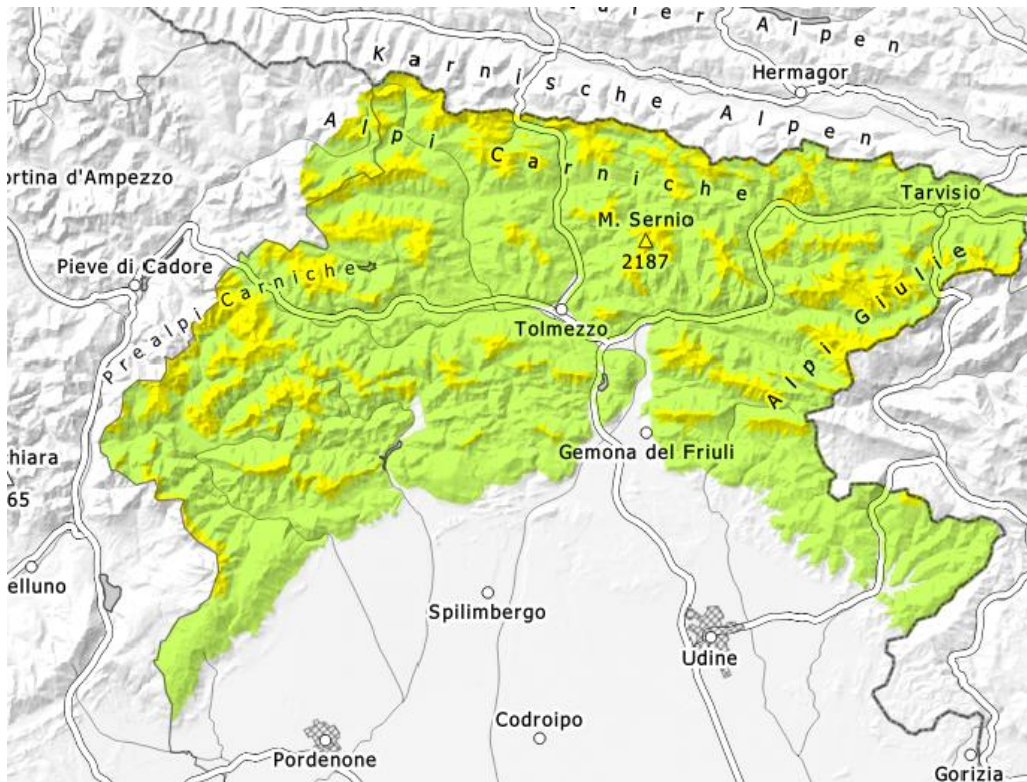 Alpen
Karnische Alpen
Hermagor
Alpi Carniche
ortina d'Ampezzo
Tarvisio
M. Sernio
2187
Pieve di Cadore
Prealpi Carniche
Alpi Giulie
Tolmezzo
Gemona del Friuli
hiara
65
elluno
Spilimbergo
Udine
Codroipo
Pordenone
Gorizia